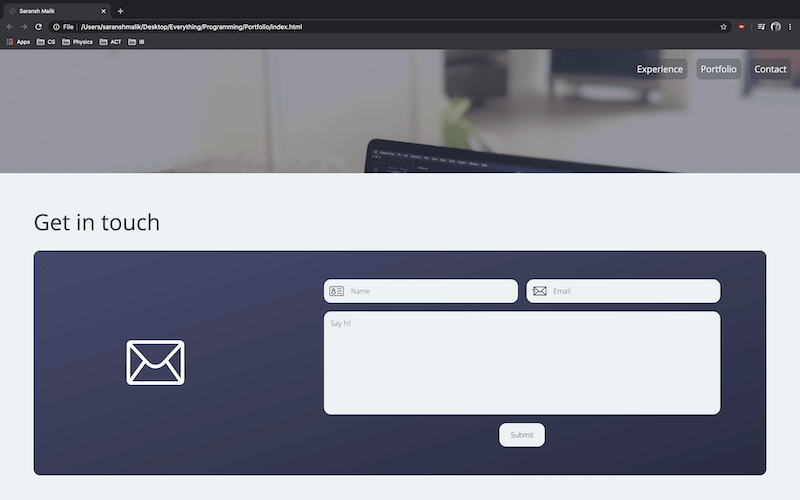 Saransh Malik
File | /Users/saranshmalik/Desktop/Everything/Programming/Portfolio/index.html
Apps CS Physics ACT IB
Experience Portfolio Contact
Get in touch
Name Email
Say hi!
Submit